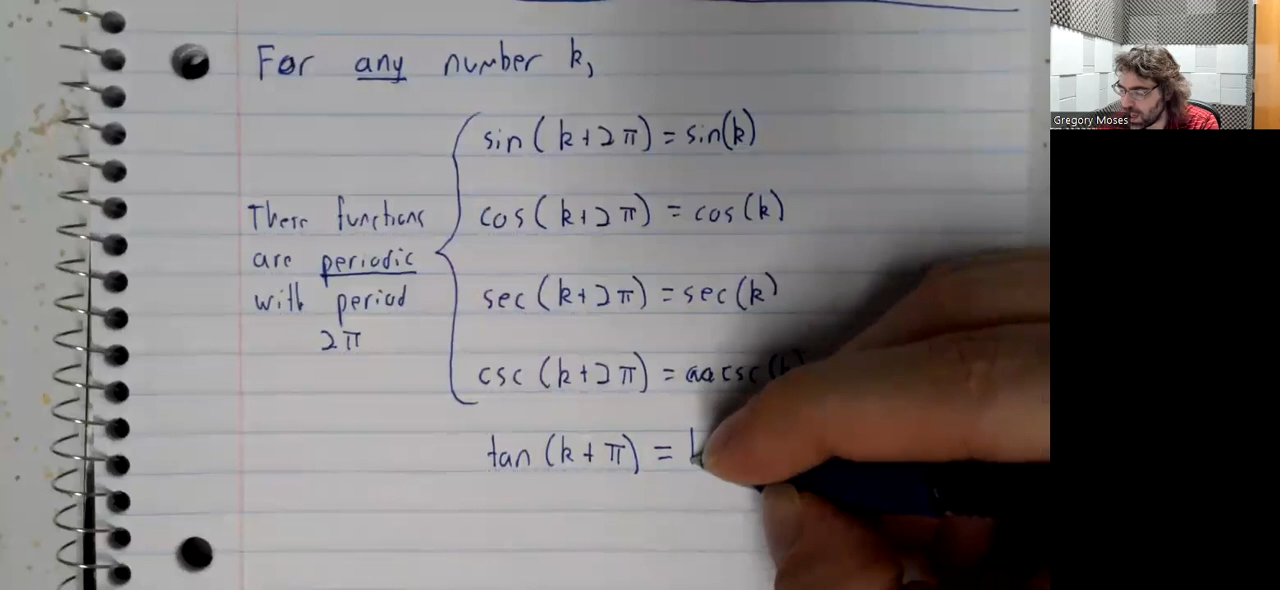 For any number k,
sin(k+2π)=sin(k)
cos(k+2π)=cos(k)
sec(k+2π)=sec(k)
csc(k+2π)=
tan(k+π)=
These functions
are periodic
with period
2π
Gregory Moses